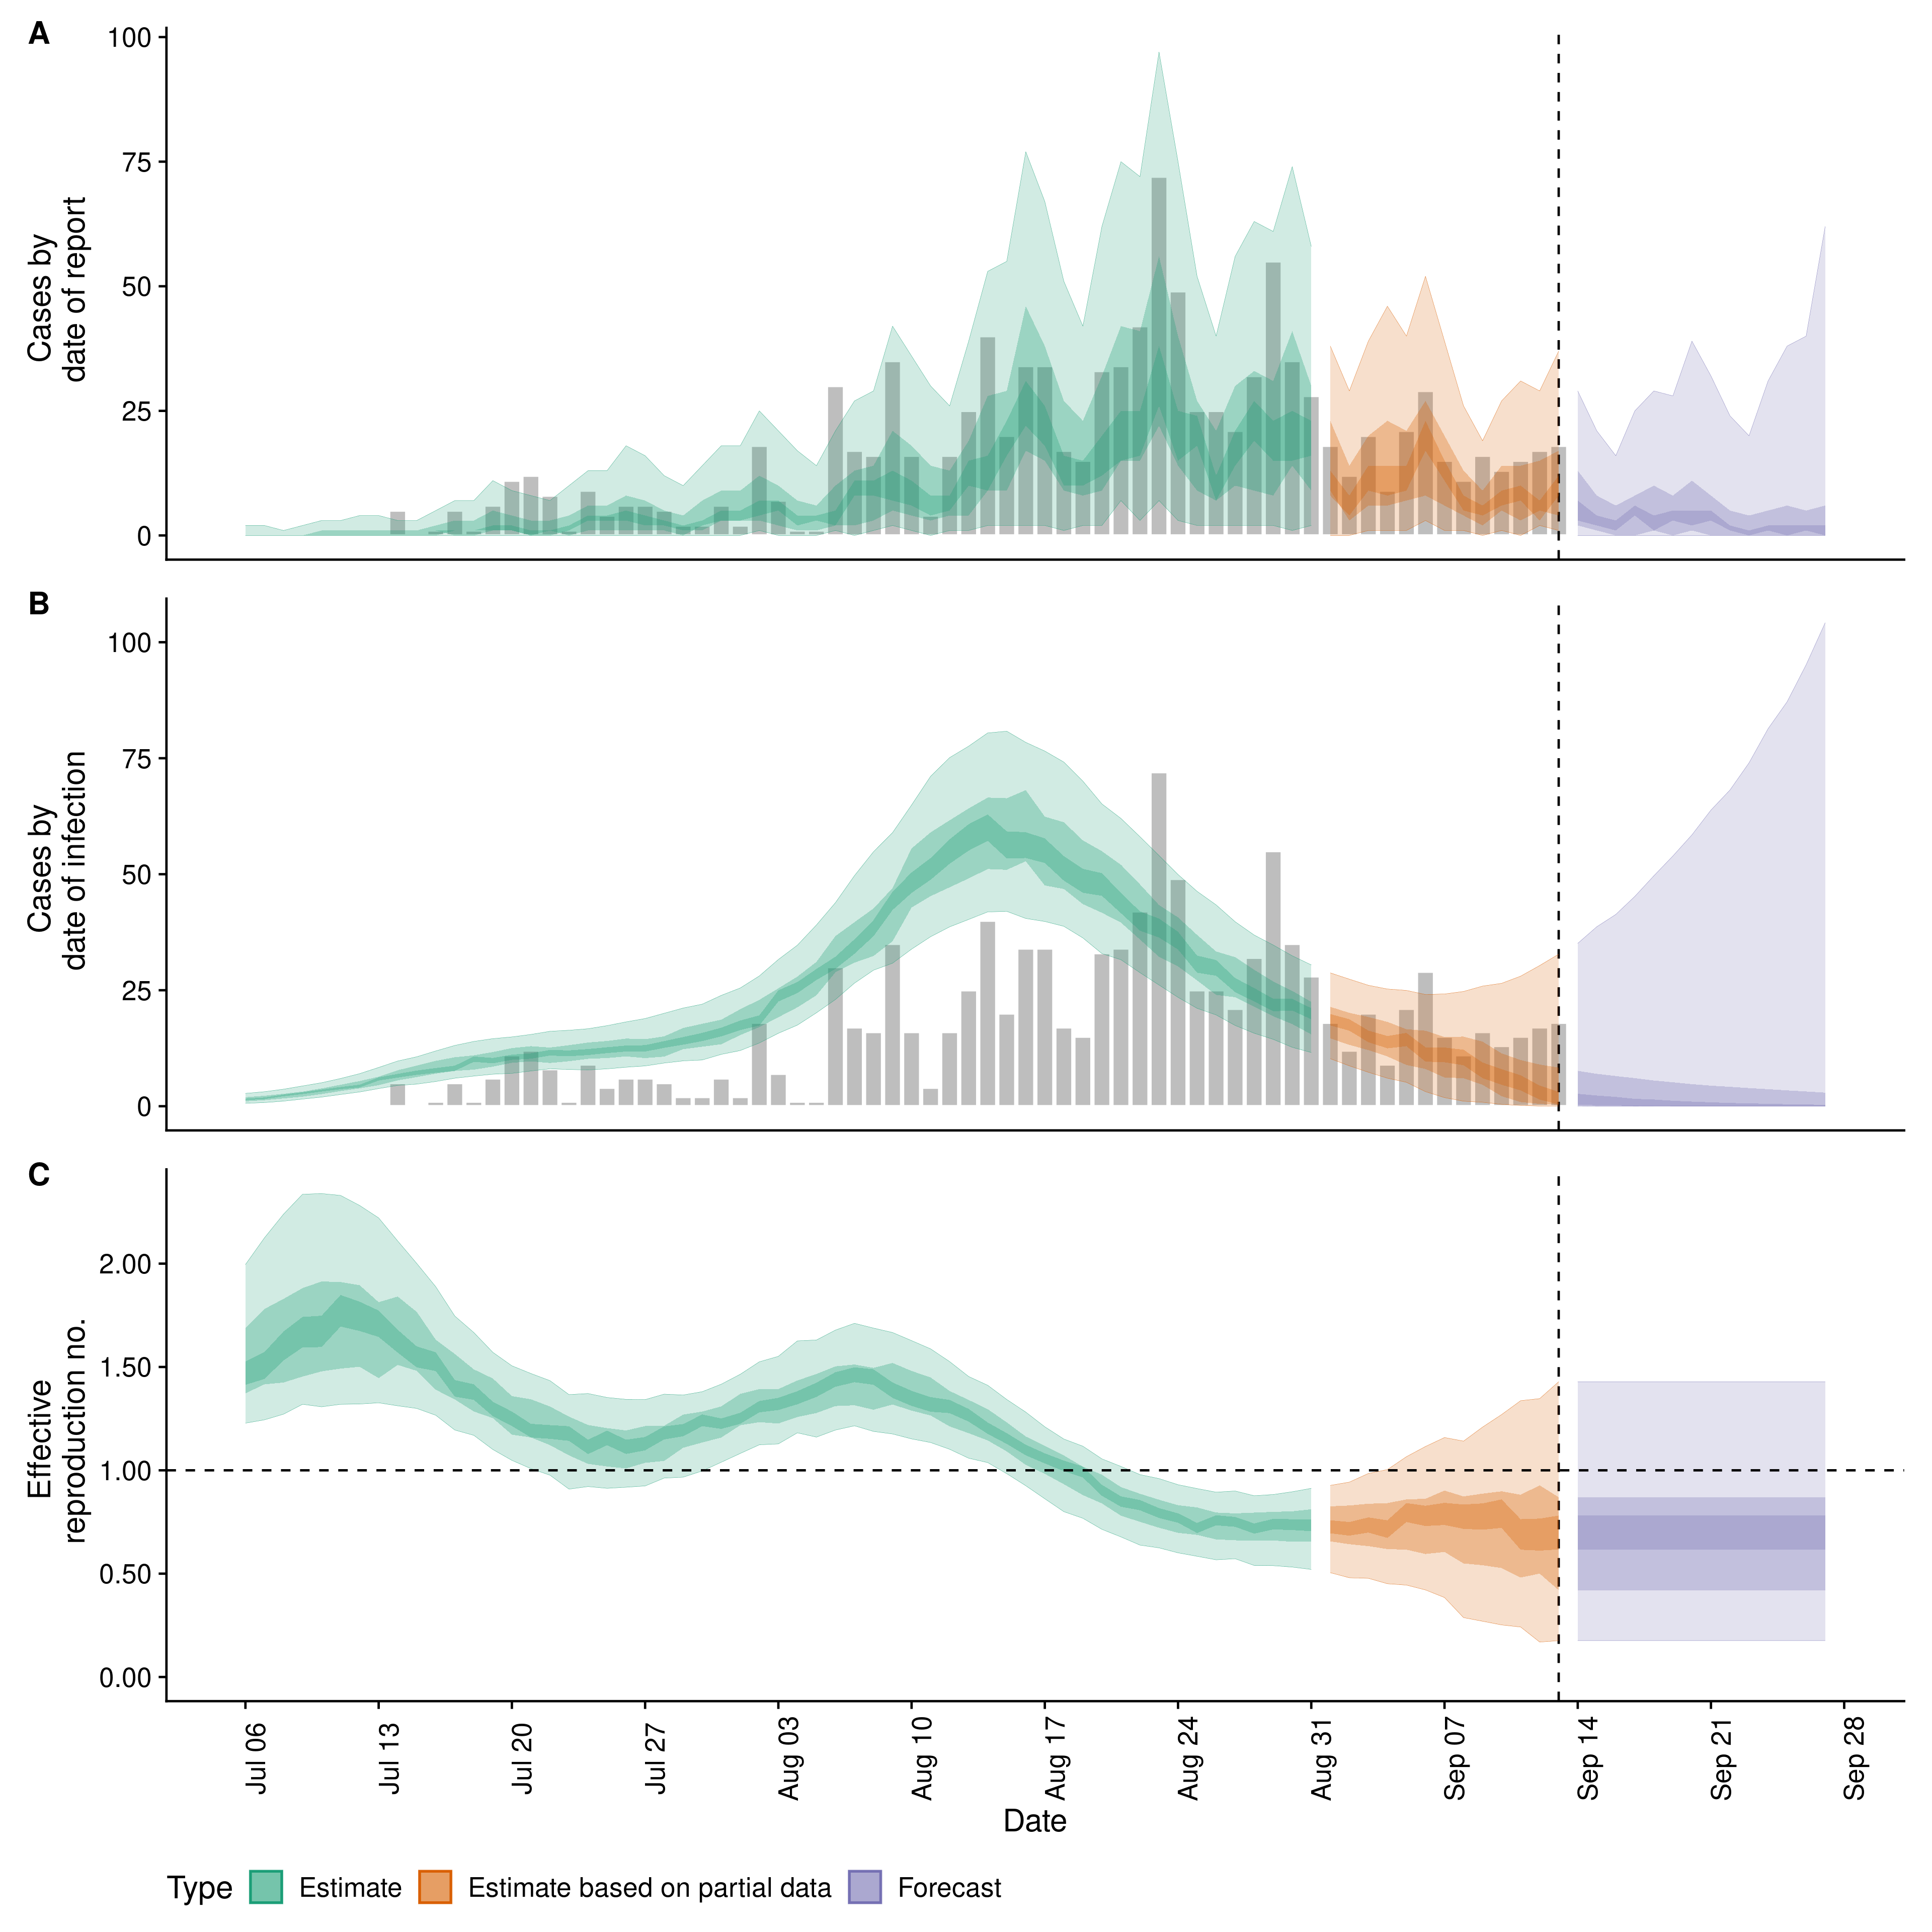 A
100
75
50
25
0
Cases by
date of report
B
100
75
50
25
0
Cases by
date of infection
C
2.00
1.50
1.00
0.50
0.00
Effective
reproduction no.
Jul 06
Jul 13
Jul 20
Jul 27
Aug 03
Aug 10
Aug 17
Aug 24
Aug 31
Sep 07
Sep 14
Sep 21
Sep 28
Date
Type Estimate Estimate based on partial data Forecast